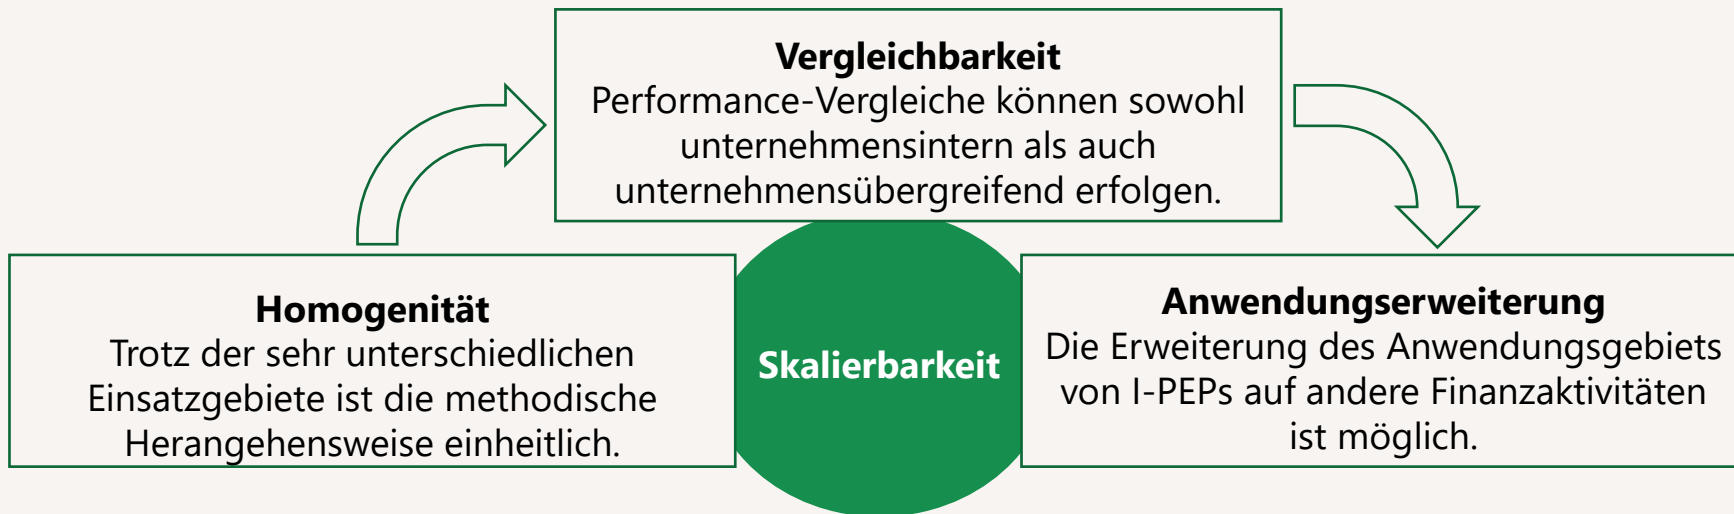 Vergleichbarkeit
Performance-Vergleiche können sowohl
unternehmensintern als auch
unternehmensübergreifend erfolgen.
Homogenität
Trotz der sehr unterschiedlichen
Einsatzgebiete ist die methodische
Herangehensweise einheitlich.
Skalierbarkeit
Anwendungserweiterung
Die Erweiterung des Anwendungsgebiets
von I-PEPs auf andere Finanzaktivitäten
ist möglich.